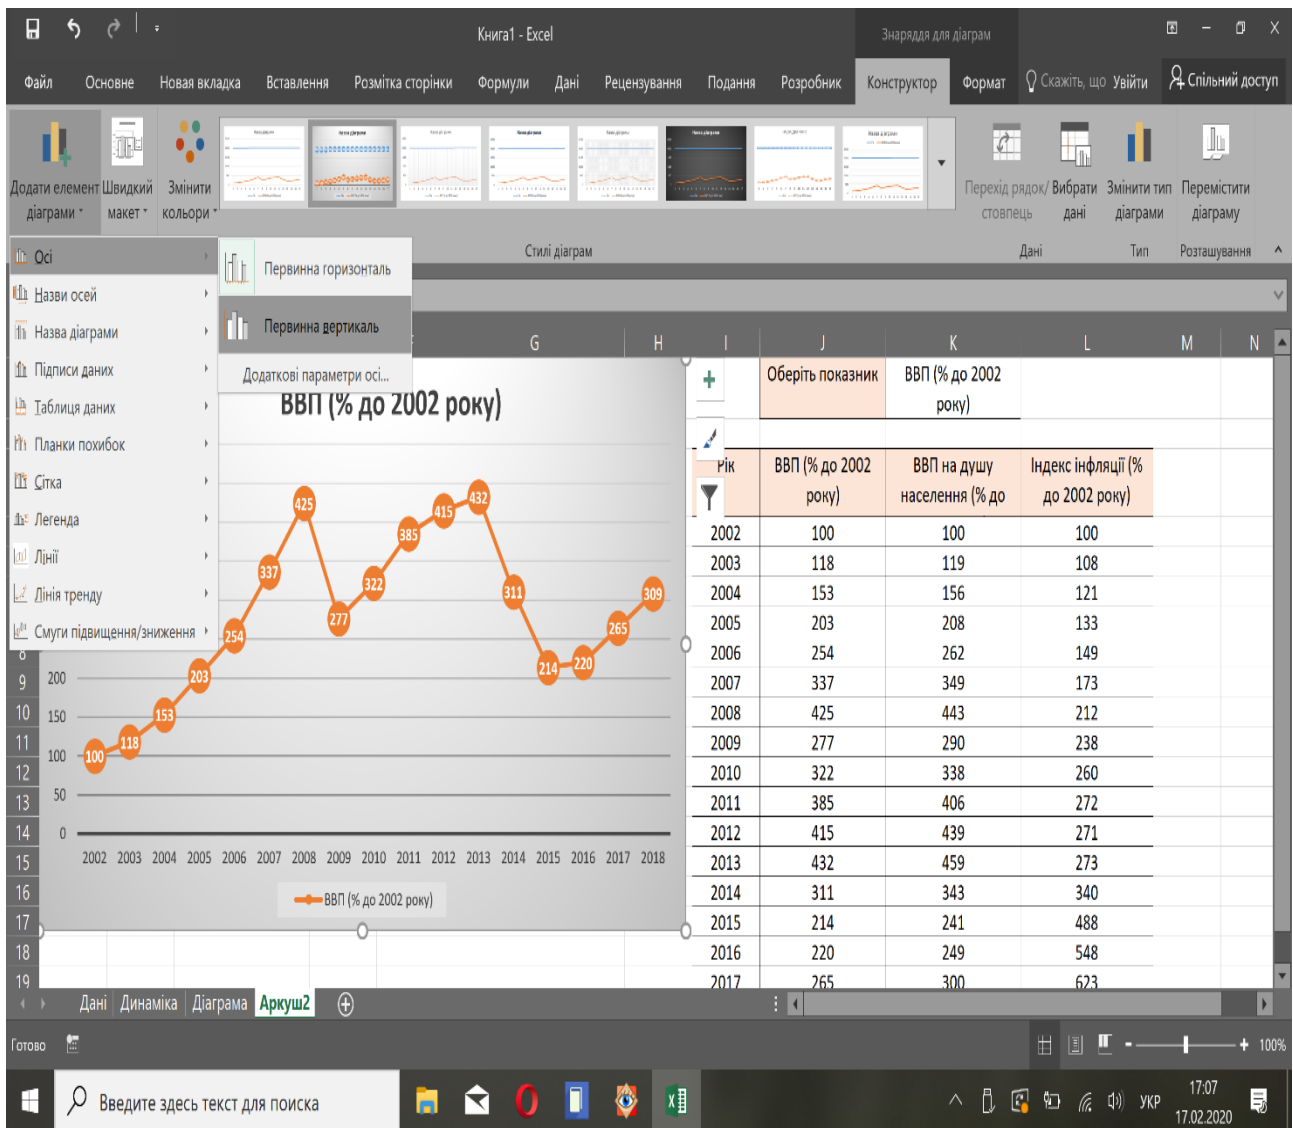 Книга1 - Excel
Знаряддя для діаграм
Файл
Основне
Новая вкладка
Вставлення
Розмітка сторінки
Формули
Дані
Рецензування
Подання
Розробник
Конструктор
Формат
Скажіть, що
Увійти
Спільний доступ
Додати елемент діаграми
Швидкий макет
Змінити кольори
Перехід рядок/стовпець
Вибрати дані
Змінити тип діаграми
Перемістити діаграму
Стилі діаграм
Дані
Тип
Розташування
Осі
Назви осей
Назва діаграми
Підписи даних
Таблиця даних
Планки похибок
Сітка
Легенда
Лінії
Лінія тренду
Смуги підвищення/зниження
Первинна горизонталь
Первинна вертикаль
Додаткові параметри осі...
G H I J K L M N
ВВП (% до 2002 року)
425
432
415
385
337
322
311
309
277
265
254
214
220
203
153
118
100
200
150
100
50
0
2002 2003 2004 2005 2006 2007 2008 2009 2010 2011 2012 2013 2014 2015 2016 2017 2018
ВВП (% до 2002 року)
Оберіть показник
ВВП (% до 2002 року)
Рік
ВВП (% до 2002 року)
ВВП на душу населення (% до
Індекс інфляції (% до 2002 року)
2002 100 100 100
2003 118 119 108
2004 153 156 121
2005 203 208 133
2006 254 262 149
2007 337 349 173
2008 425 443 212
2009 277 290 238
2010 322 338 260
2011 385 406 272
2012 415 439 271
2013 432 459 273
2014 311 343 340
2015 214 241 488
2016 220 249 548
2017 265 300 623
8
9
10
11
12
13
14
15
16
17
18
19
Дані
Динаміка
Діаграма
Аркуш2
Готово
100%
Введите здесь текст для поиска
УКР
17:07
17.02.2020